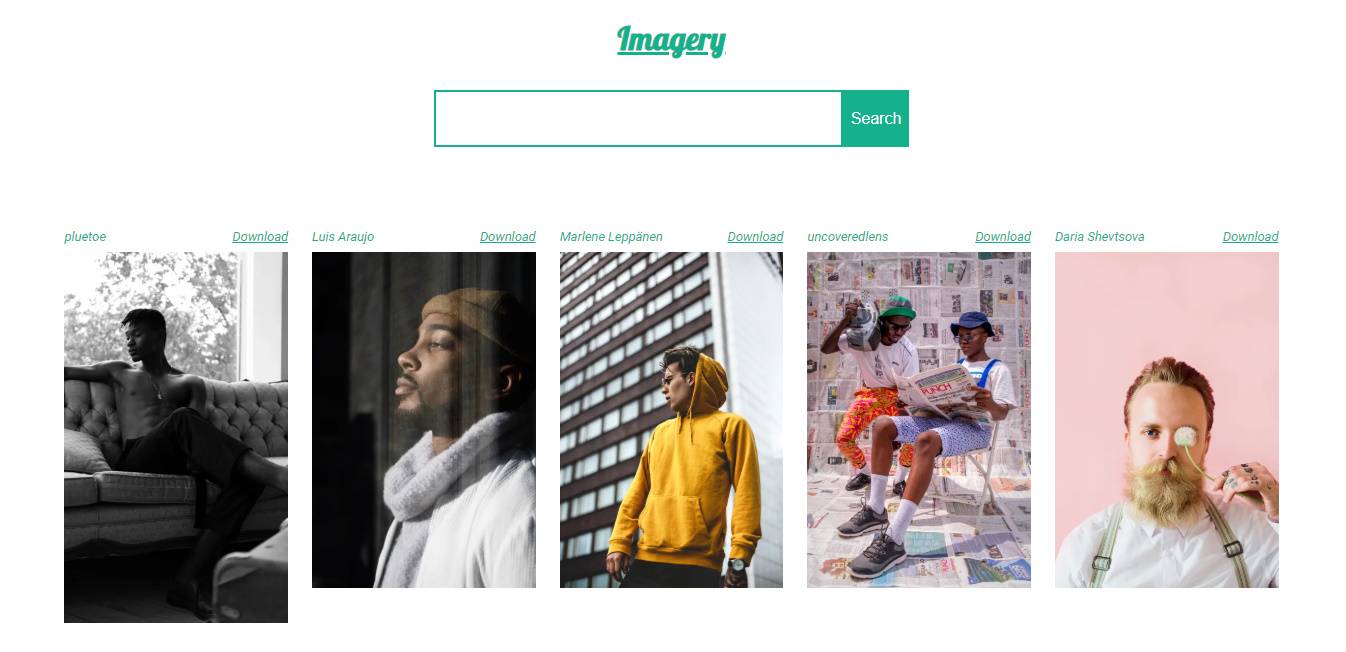 Imagery
Search
pluetoe Download
Luis Araujo Download
Marlene Leppänen Download
uncoveredlens Download
Daria Shevtsova Download
PUNCH